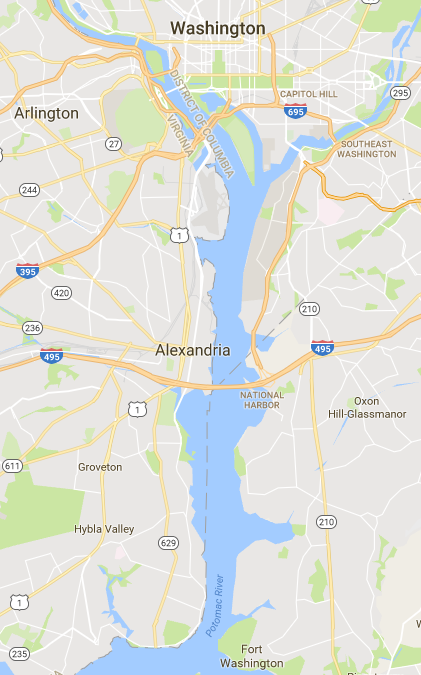 Washington
CAPITOL HILL
295
695
Arlington
DISTRICT OF COLUMBIA
VIRGINIA
27
SOUTHEAST
WASHINGTON
244
1
395
420
210
236
495
Alexandria
495
NATIONAL
HARBOR
1
Oxon
Hill-Glassmanor
611
Groveton
210
Hybla Valley
629
1
Potomac River
235
Fort
Washington